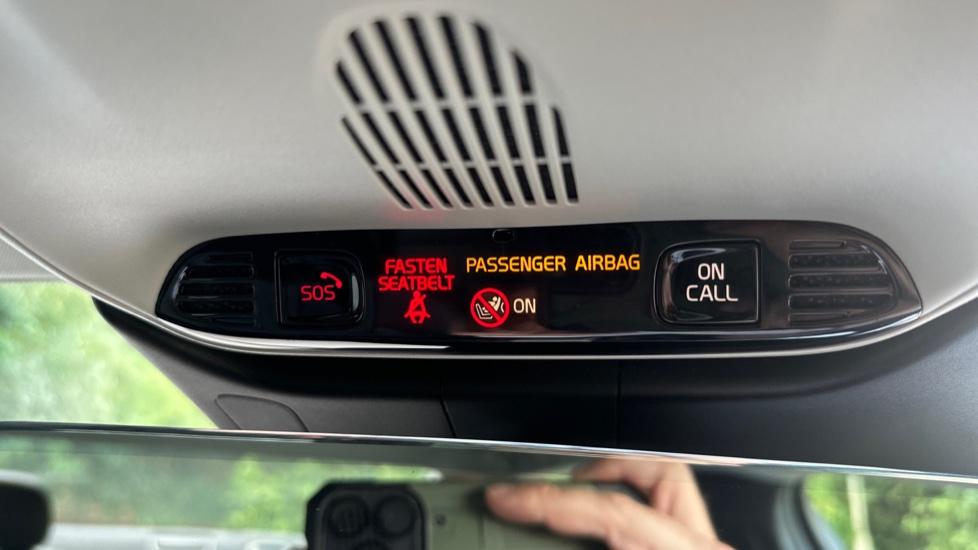 SOS
FASTEN
SEATBELT
PASSENGER AIRBAG
ON
ON
CALL